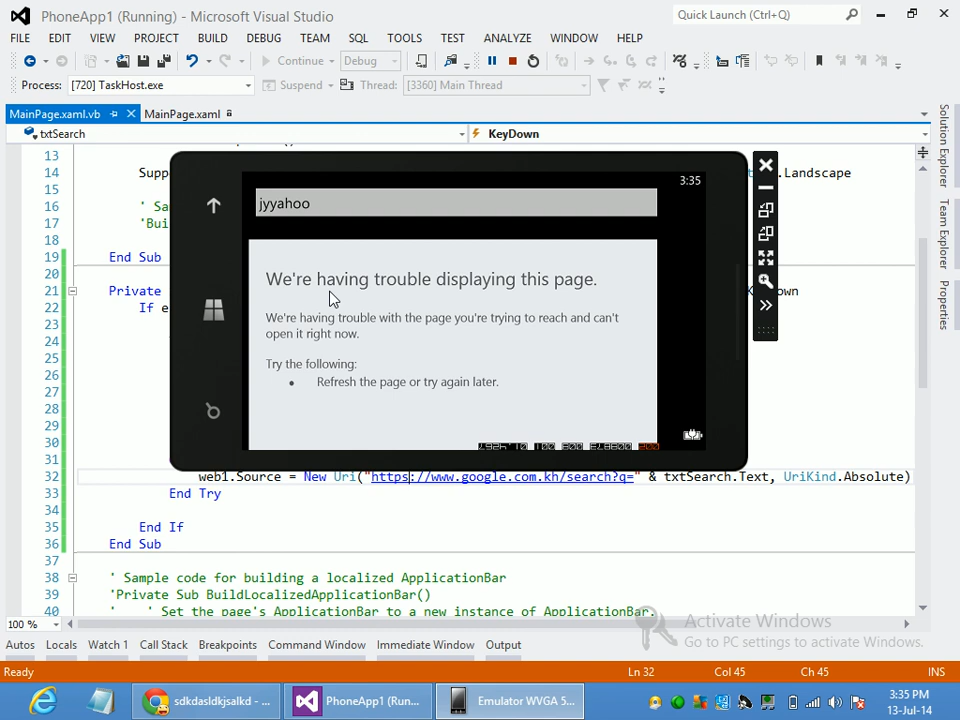 PhoneApp1 (Running) - Microsoft Visual Studio
Quick Launch (Ctrl+Q)
FILE EDIT VIEW PROJECT BUILD DEBUG TEAM SQL TOOLS TEST ANALYZE WINDOW HELP
Continue Debug
Process: [720] TaskHost.exe Suspend Thread: [3360] Main Thread
MainPage.xaml.vb MainPage.xaml
txtSearch KeyDown
13
14 Supp .Landscape
15
16 ' Sa
17 'Bui
18
19 End Sub
20
21 Private own
22 If e
23
24
25
26
27
28
29
30
31
32 web1.Source = New Uri("https://www.google.com.kh/search?q=" & txtSearch.Text, UriKind.Absolute)
33 End Try
34
35 End If
36 End Sub
37
38 ' Sample code for building a localized ApplicationBar
39 'Private Sub BuildLocalizedApplicationBar()
40 ' ' Set the page's ApplicationBar to a new instance of ApplicationBar.
3:35
jyyahoo
We're having trouble displaying this page.
We're having trouble with the page you're trying to reach and can't
open it right now.
Try the following:
• Refresh the page or try again later.
Solution Explorer
Team Explorer
Properties
100 %
Activate Windows
Go to PC settings to activate Windows.
Autos Locals Watch 1 Call Stack Breakpoints Command Window Immediate Window Output
Ready Ln 32 Col 45 Ch 45 INS
sdkdasldkjsalkd - ... PhoneApp1 (Run... Emulator WVGA 5...
3:35 PM
13-Jul-14